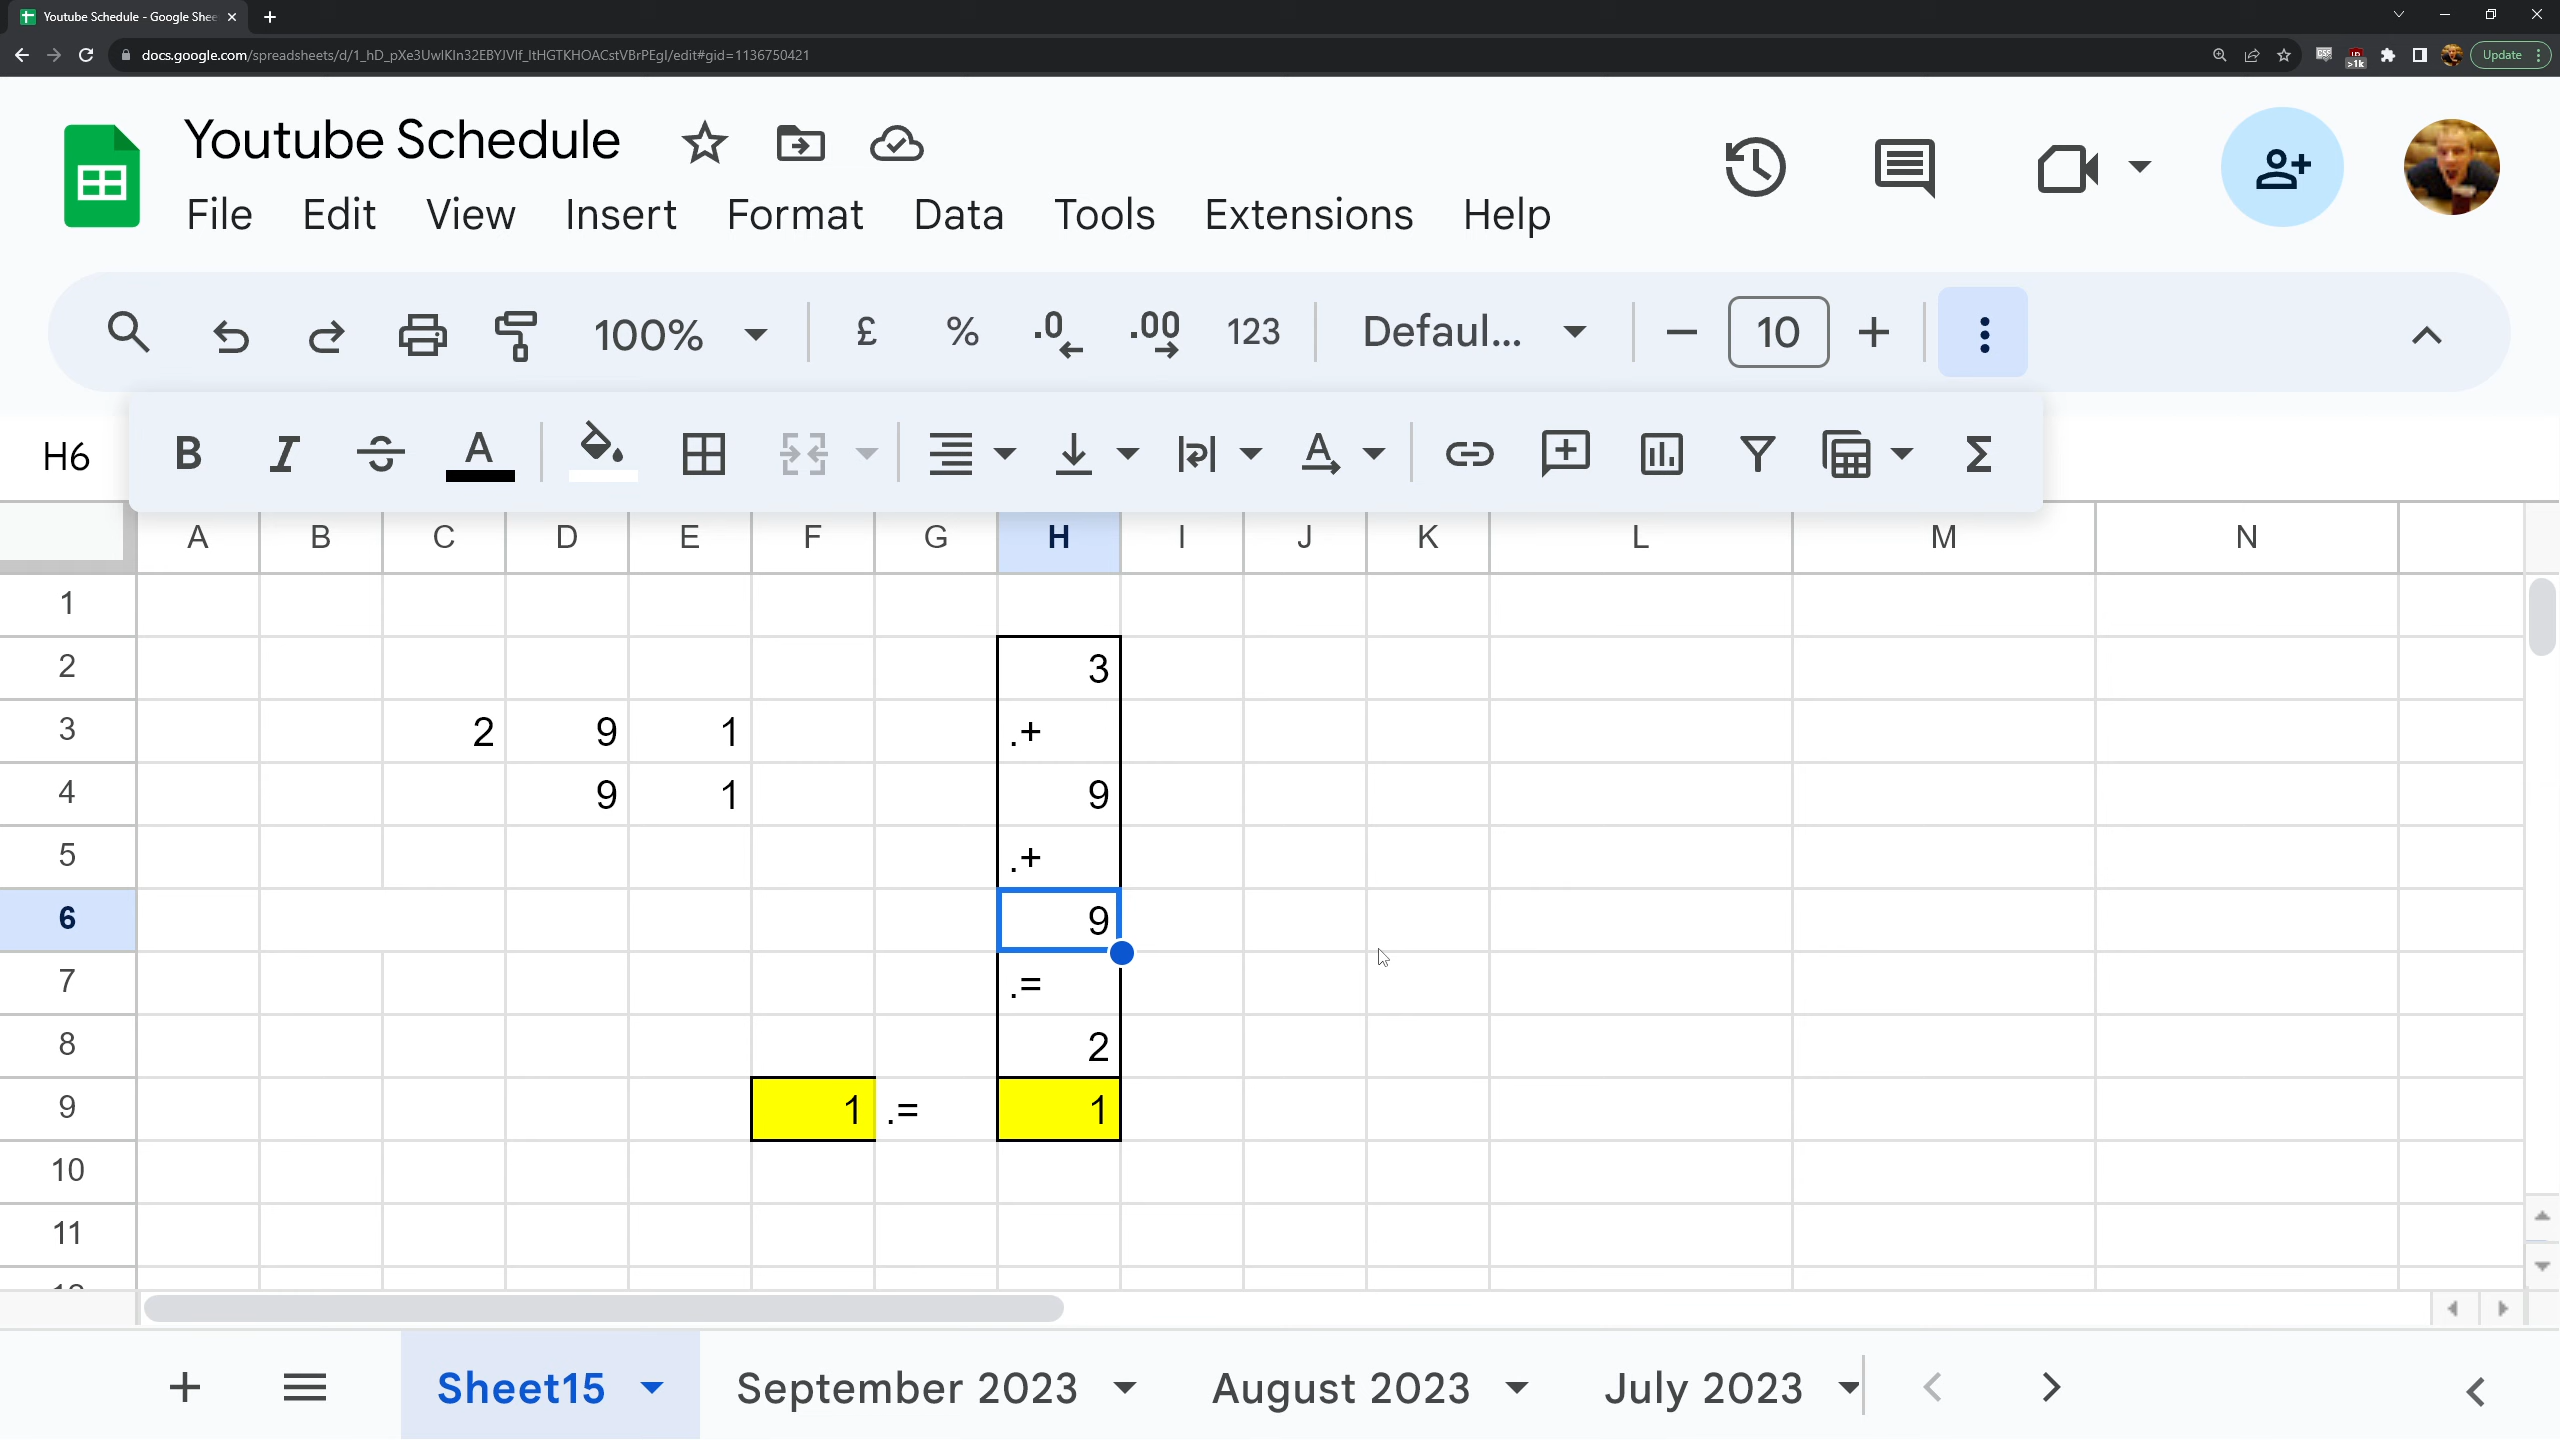 Youtube Schedule - Google Shee
docs.google.com/spreadsheets/d/1_hD_pXe3UwlKln32EBYJVlf_ItHGTKHOACstVBrPEgI/edit#gid=1136750421
>1k
Update
Youtube Schedule
File Edit View Insert Format Data Tools Extensions Help
100% £ % .0 .00 123 Defaul... 10
H6 B I A A Σ
A B C D E F G H I J K L M N
1
2 3
3 2 9 1 .+
4 9 1 9
5 .+
6 9
7 .=
8 2
9 1 .= 1
10
11
Sheet15 September 2023 August 2023 July 2023